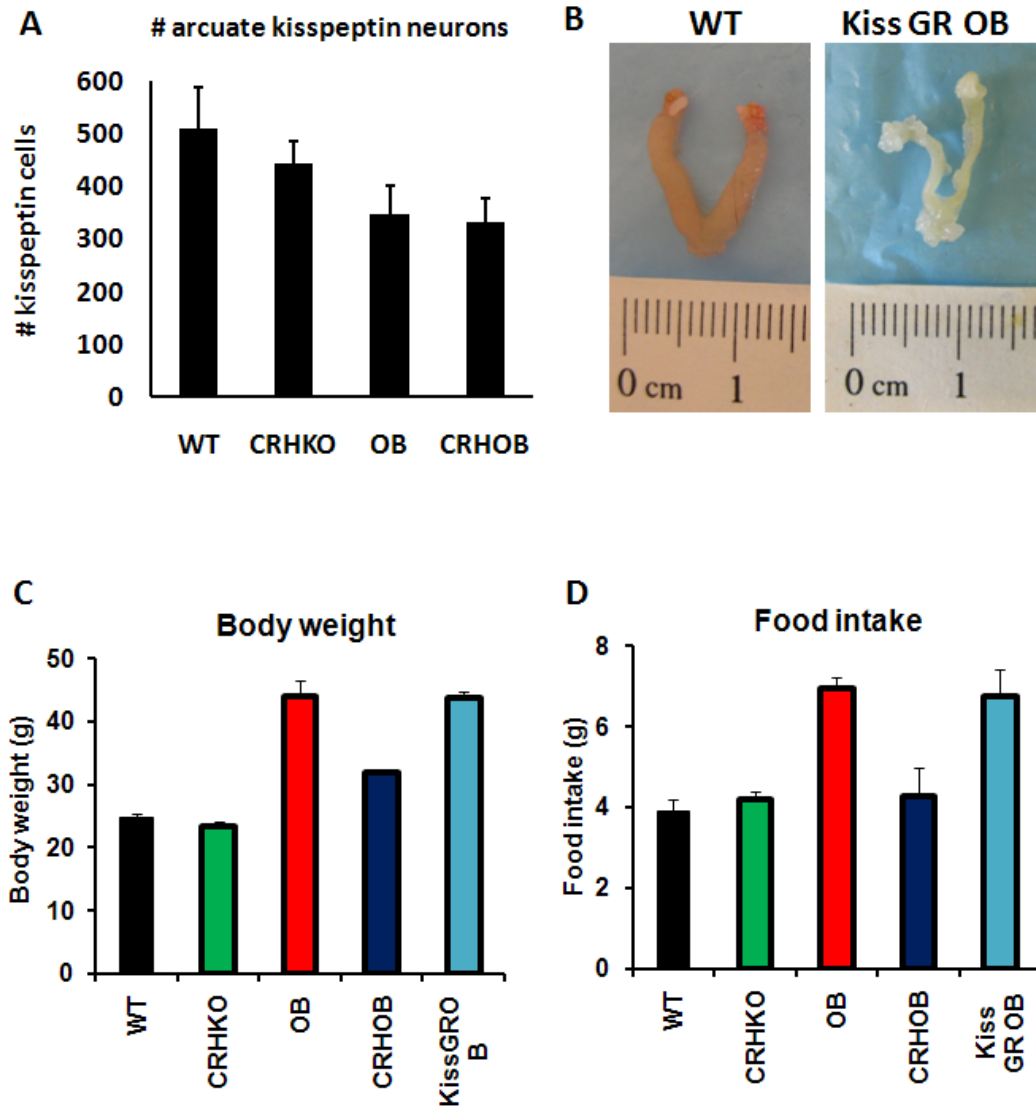 A
# arcuate kisspeptin neurons
# kisspeptin cells
600
500
400
300
200
100
0
WT CRHKO OB CRHOB
B
WT Kiss GR OB
0 cm 1
0 cm 1
C
Body weight
Body weight (g)
50
40
30
20
10
0
WT
CRHKO
OB
CRHOB
KissGRO
B
D
Food intake
Food intake (g)
8
6
4
2
0
WT
CRHKO
OB
CRHOB
Kiss
GR OB